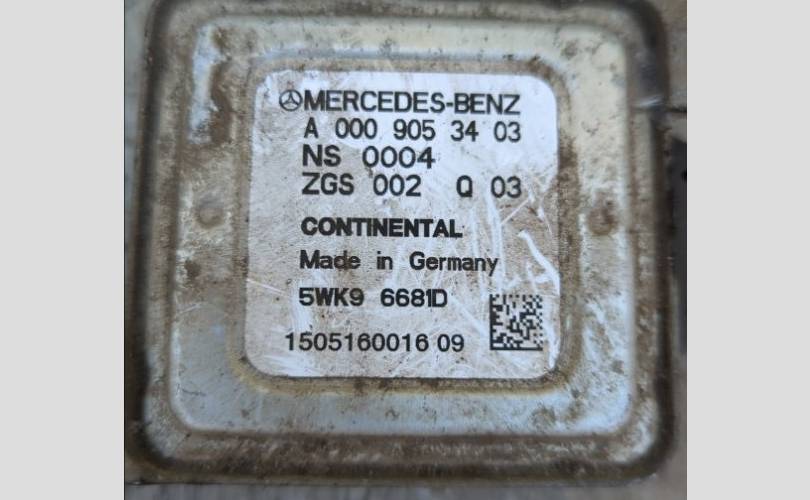 MERCEDES-BENZ
A 000 905 34 03
NS 0004
ZGS 002 Q 03
CONTINENTAL
Made in Germany
5WK9 6681D
1505160016 09